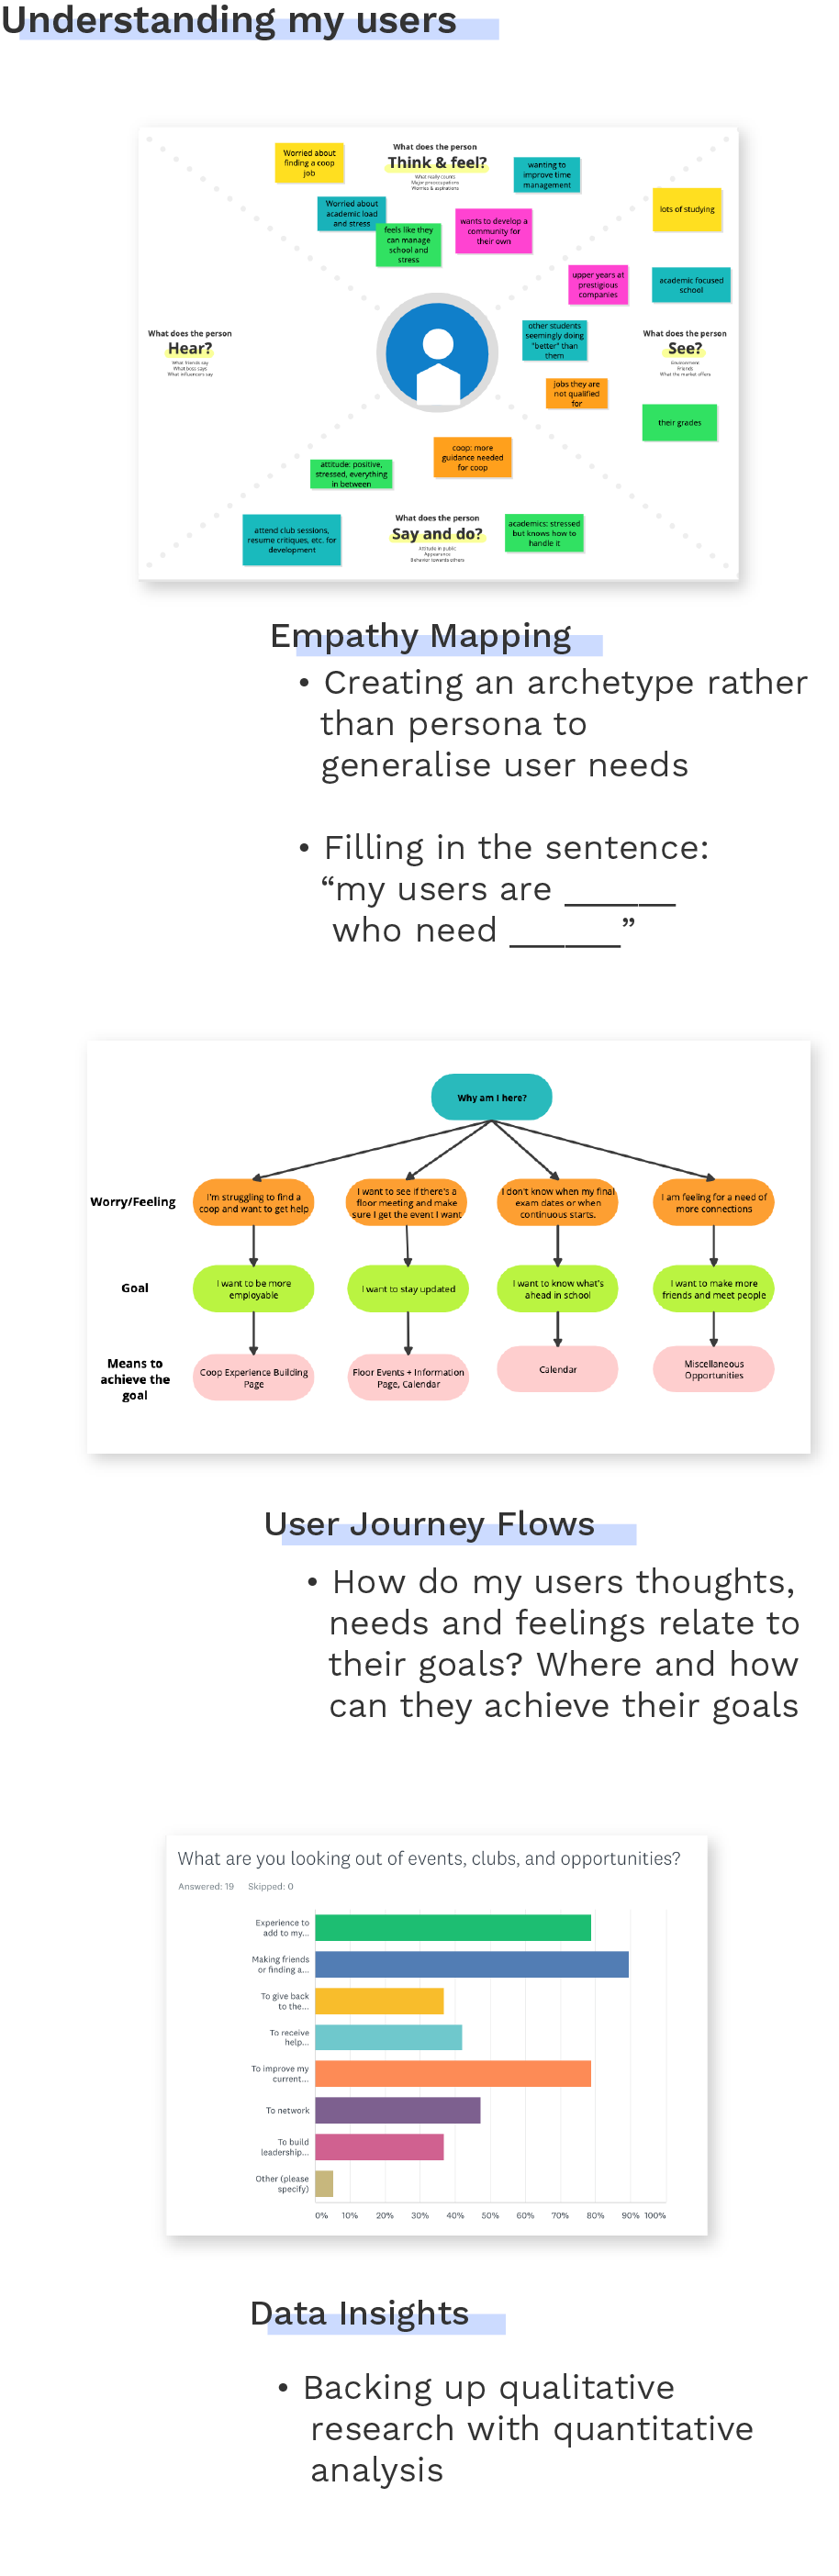 Understanding my users
What does the person
Think & feel?
What really counts
Major preoccupations
Worries & aspirations
Worried about
finding a coop
job
Worried about
academic load
and stress
feels like they
can manage
school and
stress
wants to develop a
community for
their own
wanting to
improve time
management
lots of studying
upper years at
prestigious
companies
academic focused
school
other students
seemingly doing
"better" than
them
What does the person
Hear?
What friends say
What boss says
What influencers say
What does the person
See?
Environment
Friends
What the market offers
jobs they are
not qualified
for
their grades
coop: more
guidance needed
for coop
attitude: positive,
stressed, everything
in between
attend club sessions,
resume critiques, etc. for
development
What does the person
Say and do?
Attitude in public
Appearance
Behavior towards others
academics: stressed
but knows how to
handle it
Empathy Mapping
• Creating an archetype rather
than persona to
generalise user needs
• Filling in the sentence:
“my users are ______
who need ______”
Why am I here?
Worry/Feeling
I'm struggling to find a
coop and want to get help
I want to see if there's a
floor meeting and make
sure I get the event I want
I don't know when my final
exam dates or when
continuous starts.
I am feeling for a need of
more connections
Goal
I want to be more
employable
I want to stay updated
I want to know what's
ahead in school
I want to make more
friends and meet people
Means to
achieve the
goal
Coop Experience Building
Page
Floor Events + Information
Page, Calendar
Calendar
Miscellaneous
Opportunities
User Journey Flows
• How do my users thoughts,
needs and feelings relate to
their goals? Where and how
can they achieve their goals
What are you looking out of events, clubs, and opportunities?
Answered: 19 Skipped: 0
Experience to
add to my...
Making friends
or finding a...
To give back
to the...
To receive
help...
To improve my
current...
To network
To build
leadership...
Other (please
specify)
0% 10% 20% 30% 40% 50% 60% 70% 80% 90% 100%
Data Insights
• Backing up qualitative
research with quantitative
analysis